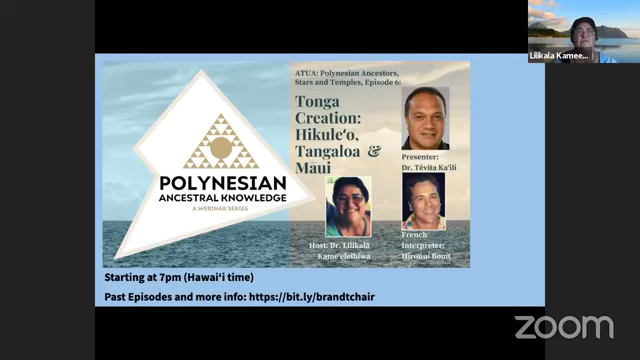 Lilikala Kamee...
ATUA: Polynesian Ancestors,
Stars and Temples, Episode 6:
Tonga
Creation:
Hikuleʻo,
Tangaloa &
Māui
POLYNESIAN
ANCESTRAL KNOWLEDGE
A WEBINAR SERIES
Presenter:
Dr. Tēvita Kaʻili
Host: Dr. Lilikalā
Kameʻeleihiwa
French
Interpreter:
Hironui Bouit
Starting at 7pm (Hawaiʻi time)
Past Episodes and more info: https://bit.ly/brandtchair
zoom